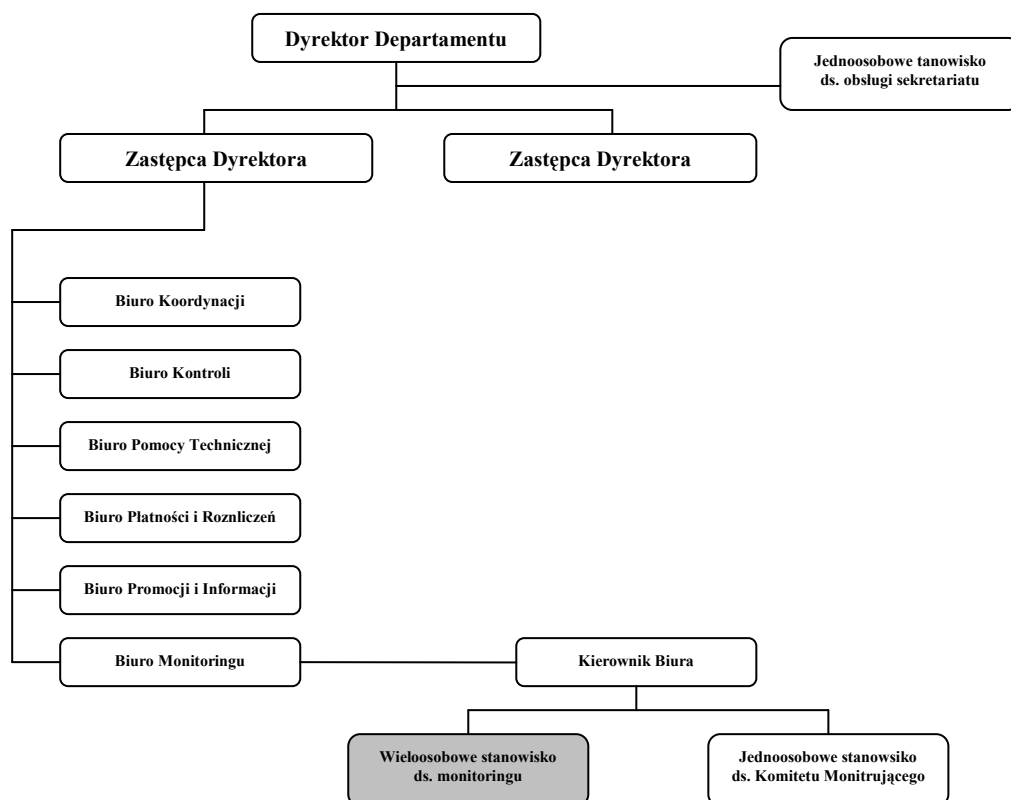 Dyrektor Departamentu
Jednoosobowe tanowisko
ds. obsługi sekretariatu
Zastępca Dyrektora
Zastępca Dyrektora
Biuro Koordynacji
Biuro Kontroli
Biuro Pomocy Technicznej
Biuro Płatności i Roznliczeń
Biuro Promocji i Informacji
Biuro Monitoringu
Kierownik Biura
Wieloosobowe stanowisko
ds. monitoringu
Jednoosobowe stanowsiko
ds. Komitetu Monitrującego